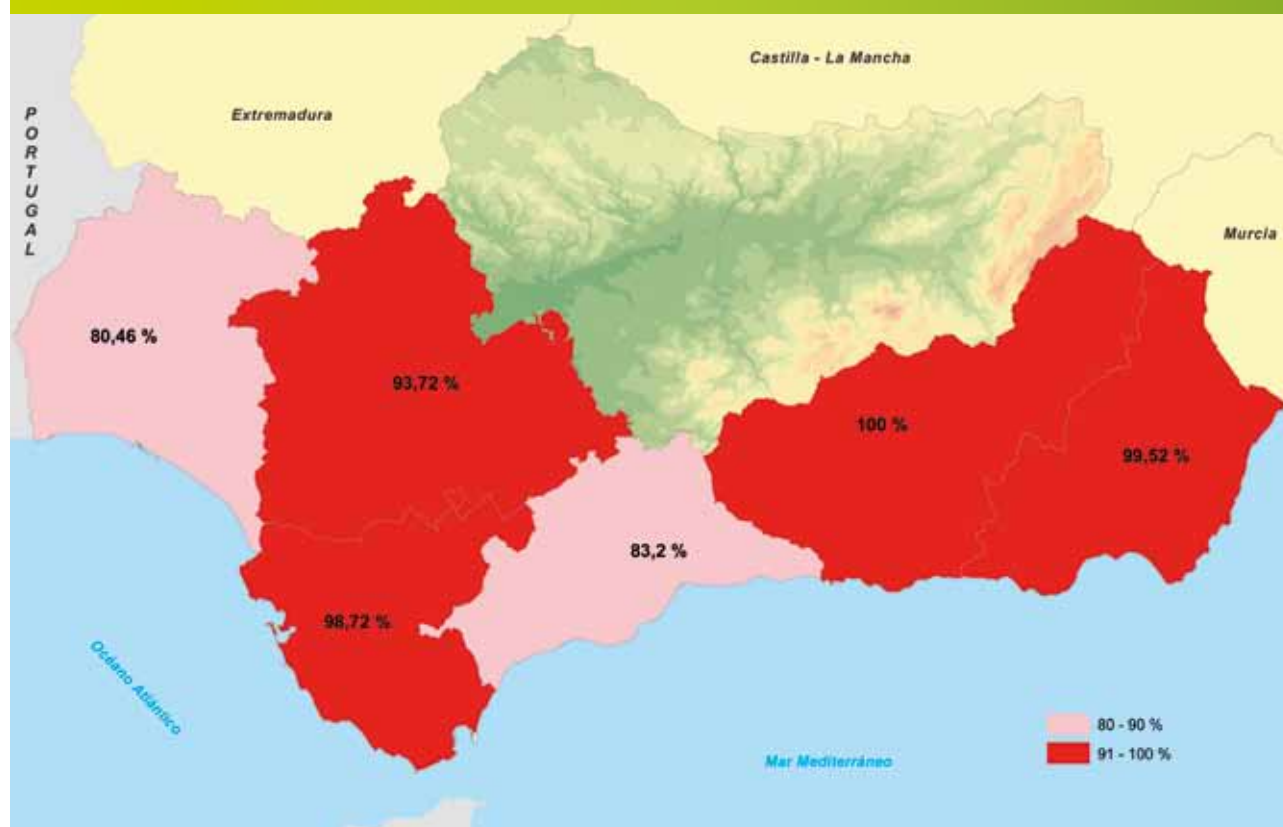 Castilla - La Mancha
Extremadura
PORTUGAL
Murcia
80,46 %
93,72 %
100 %
99,52 %
83,2 %
98,72 %
Océano Atlántico
Mar Mediterráneo
80 - 90 %
91 - 100 %